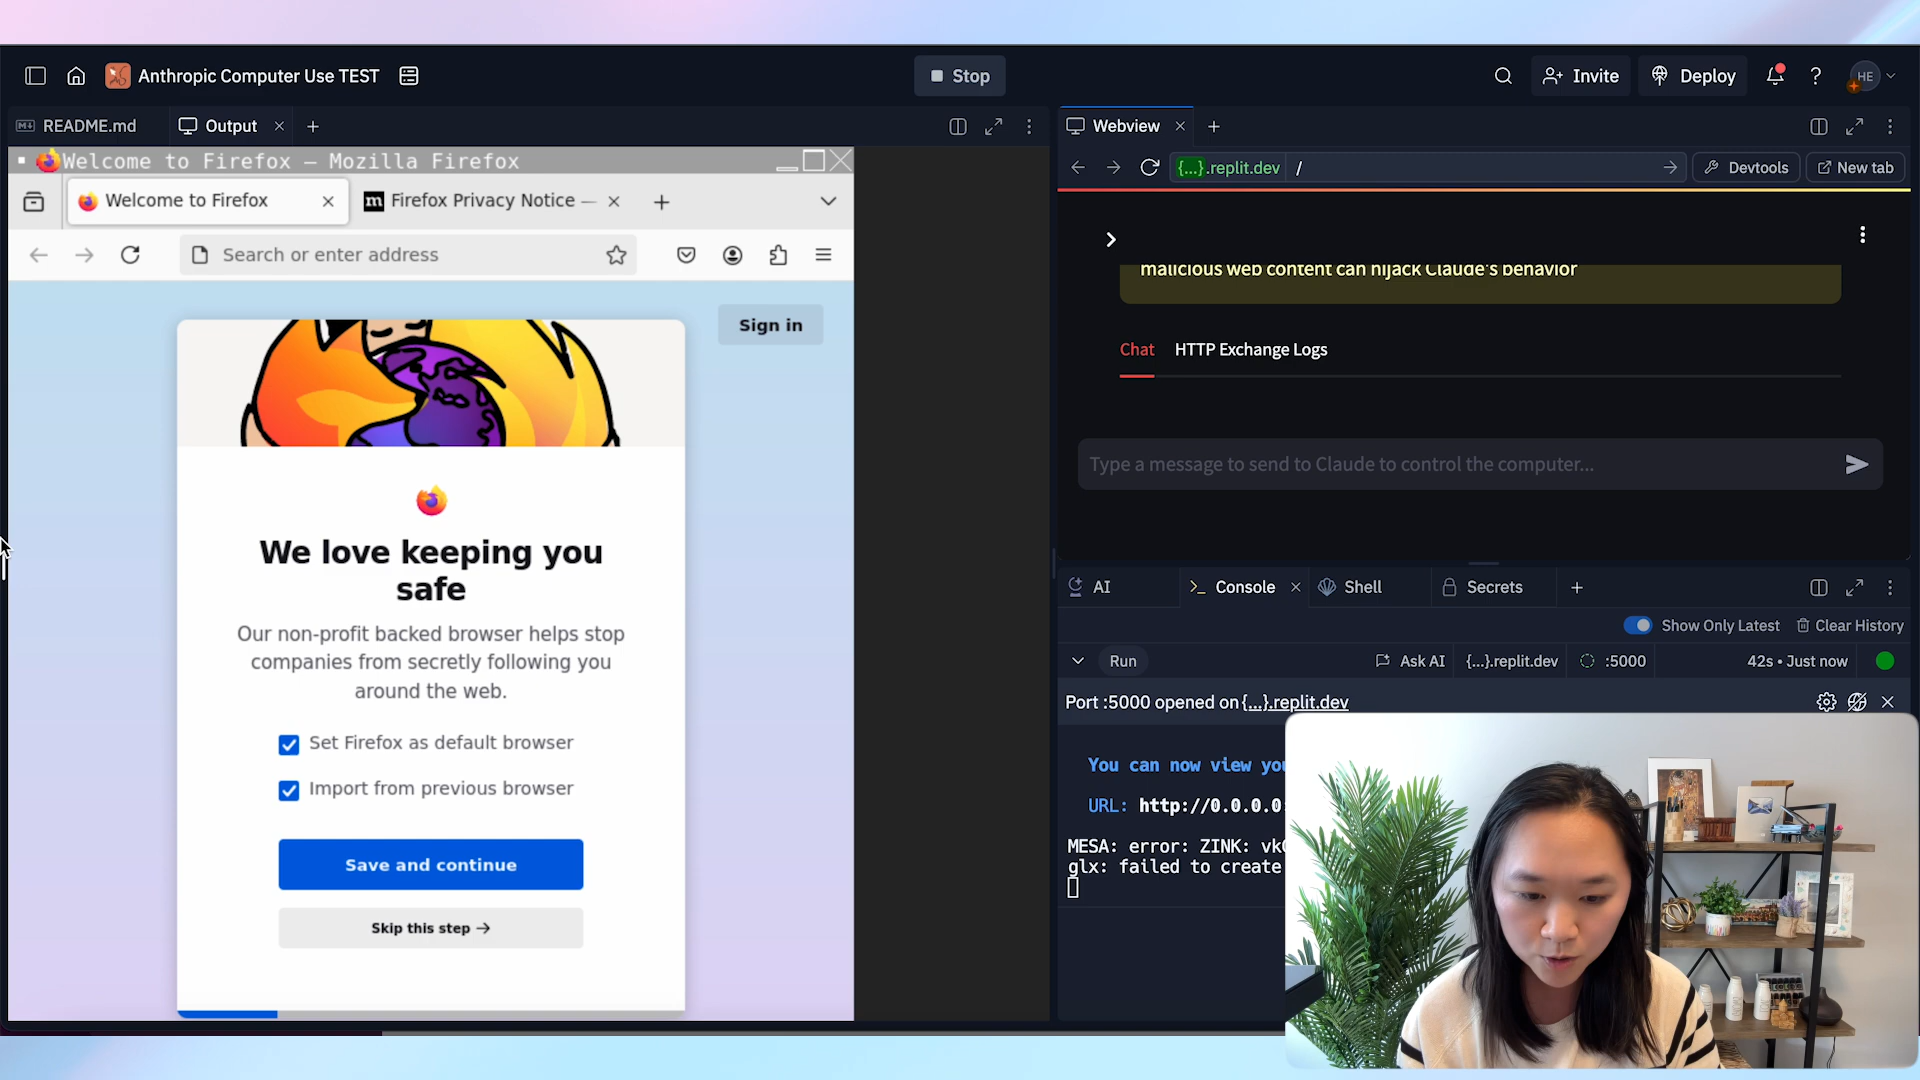 Anthropic Computer Use TEST
Stop
Invite
Deploy
?
HE
README.md
Output
Welcome to Firefox – Mozilla Firefox
Welcome to Firefox
Firefox Privacy Notice —
Search or enter address
Sign in
We love keeping you
safe
Our non-profit backed browser helps stop
companies from secretly following you
around the web.
Set Firefox as default browser
Import from previous browser
Save and continue
Skip this step →
Webview
{...}.replit.dev /
Devtools
New tab
malicious web content can hijack Claude's behavior
Chat
HTTP Exchange Logs
Type a message to send to Claude to control the computer...
AI
Console
Shell
Secrets
Show Only Latest
Clear History
Run
Ask AI
{...}.replit.dev
:5000
42s • Just now
Port :5000 opened on {...}.replit.dev
You can now view
URL: http://0.0.0.0
MESA: error: ZINK:
glx: failed to create